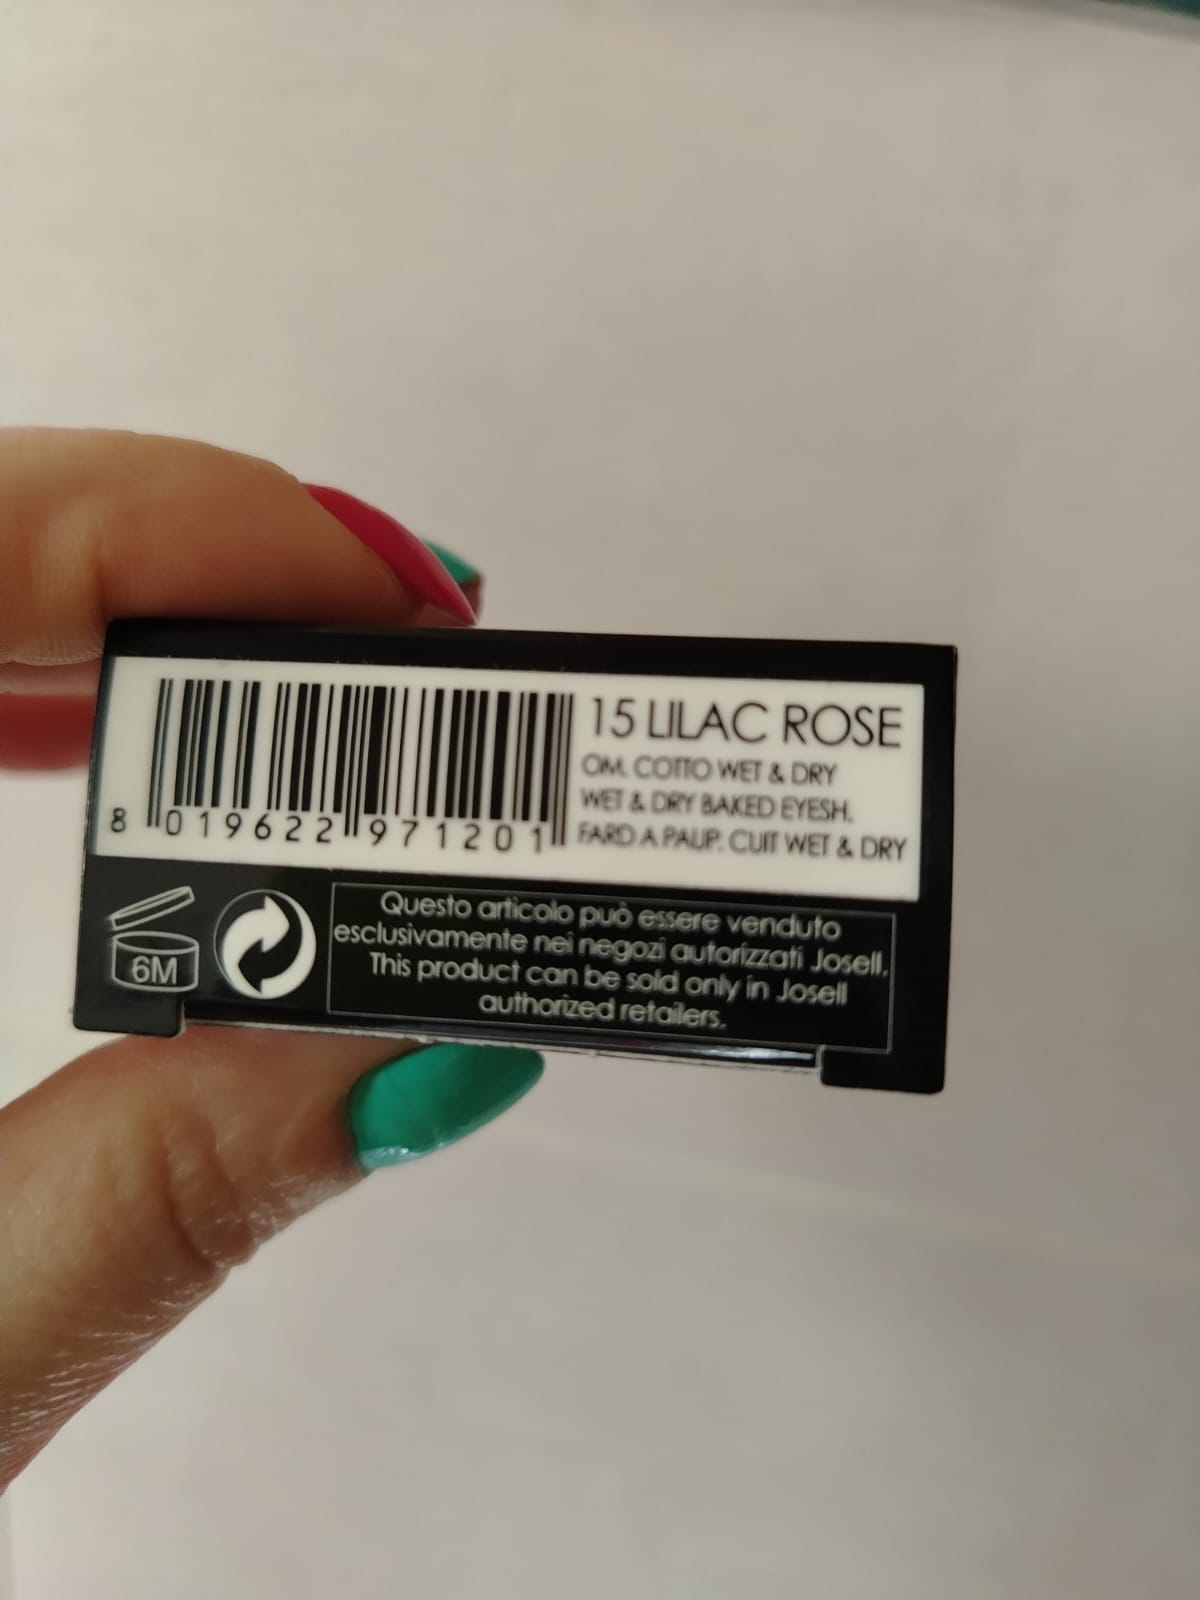 15 LILAC ROSE
OM. COTTO WET & DRY
WET & DRY BAKED EYESH.
FARD A PAUP. CUIT WET & DRY
8 019622 971201
6M
Questo articolo può essere venduto
esclusivamente nei negozi autorizzati Josell.
This product can be sold only in Josell
authorized retailers.